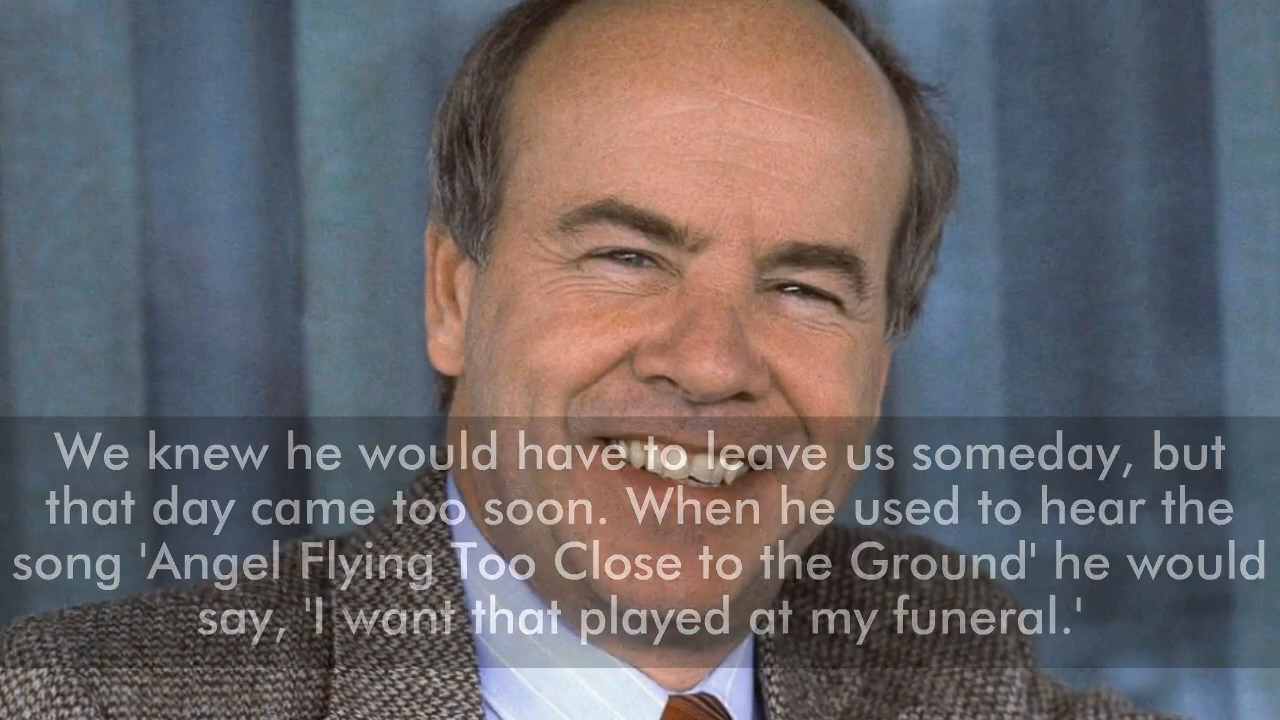 We knew he would have to leave us someday, but
that day came too soon. When he used to hear the
song 'Angel Flying Too Close to the Ground' he would
say, 'I want that played at my funeral.'